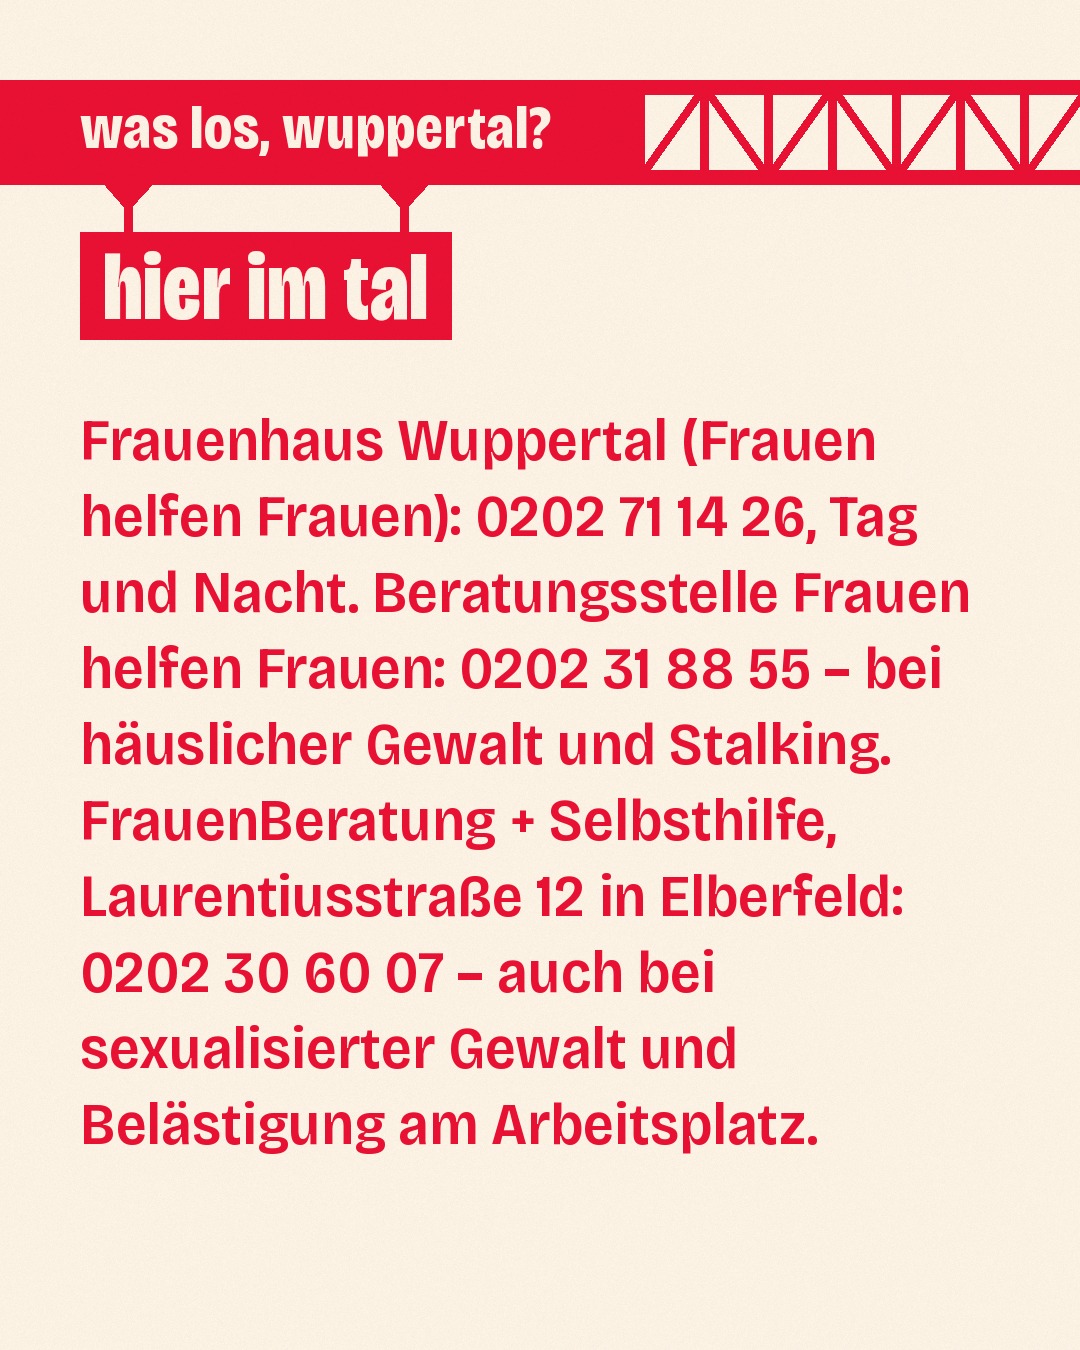 was los, wuppertal?
hier im tal
Frauenhaus Wuppertal (Frauen
helfen Frauen): 0202 71 14 26, Tag
und Nacht. Beratungsstelle Frauen
helfen Frauen: 0202 31 88 55 – bei
häuslicher Gewalt und Stalking.
FrauenBeratung + Selbsthilfe,
Laurentiusstraße 12 in Elberfeld:
0202 30 60 07 – auch bei
sexualisierter Gewalt und
Belästigung am Arbeitsplatz.